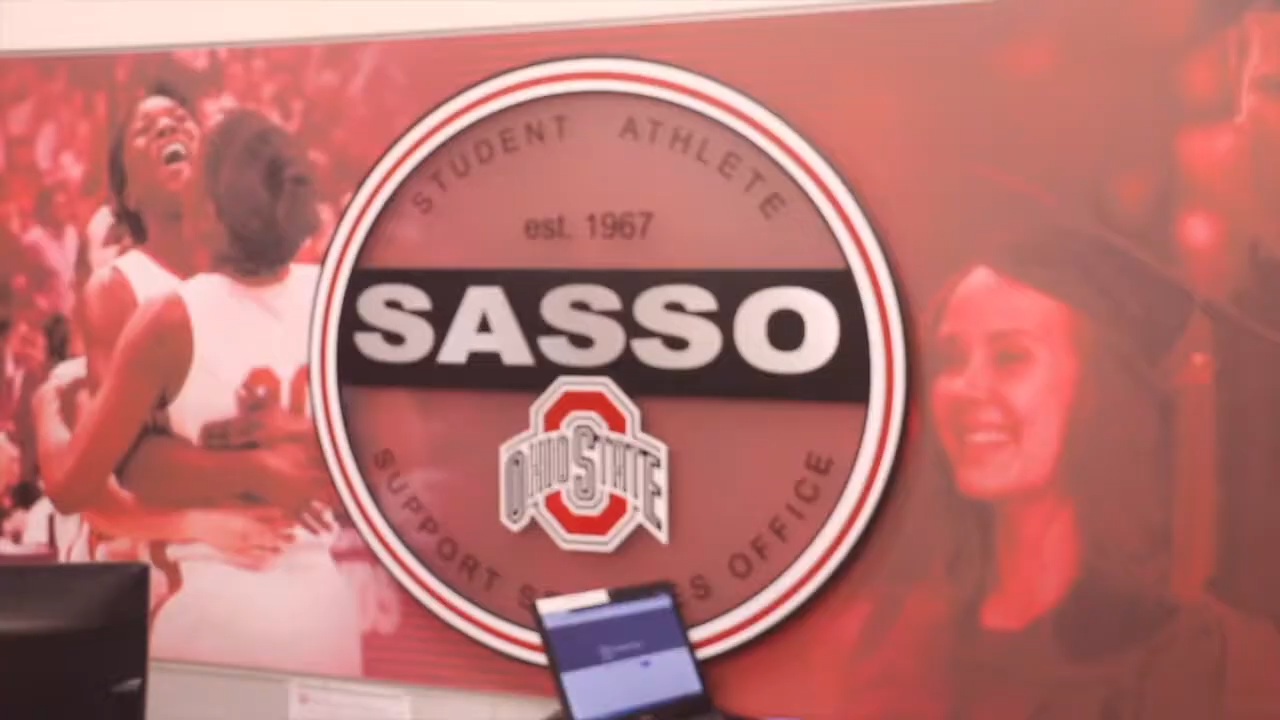 STUDENT ATHLETE
est. 1967
SASSO
OHIO STATE
SUPPORT OFFICE